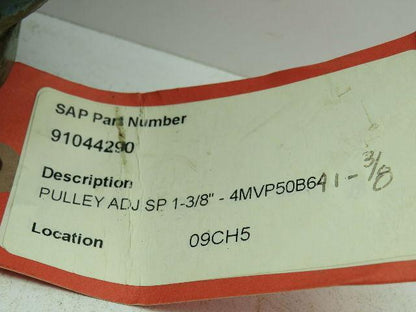 SAP Part Number
91044290
Description
PULLEY ADJ SP 1-3/8" - 4MVP50B64 1-3/8
Location 09CH5